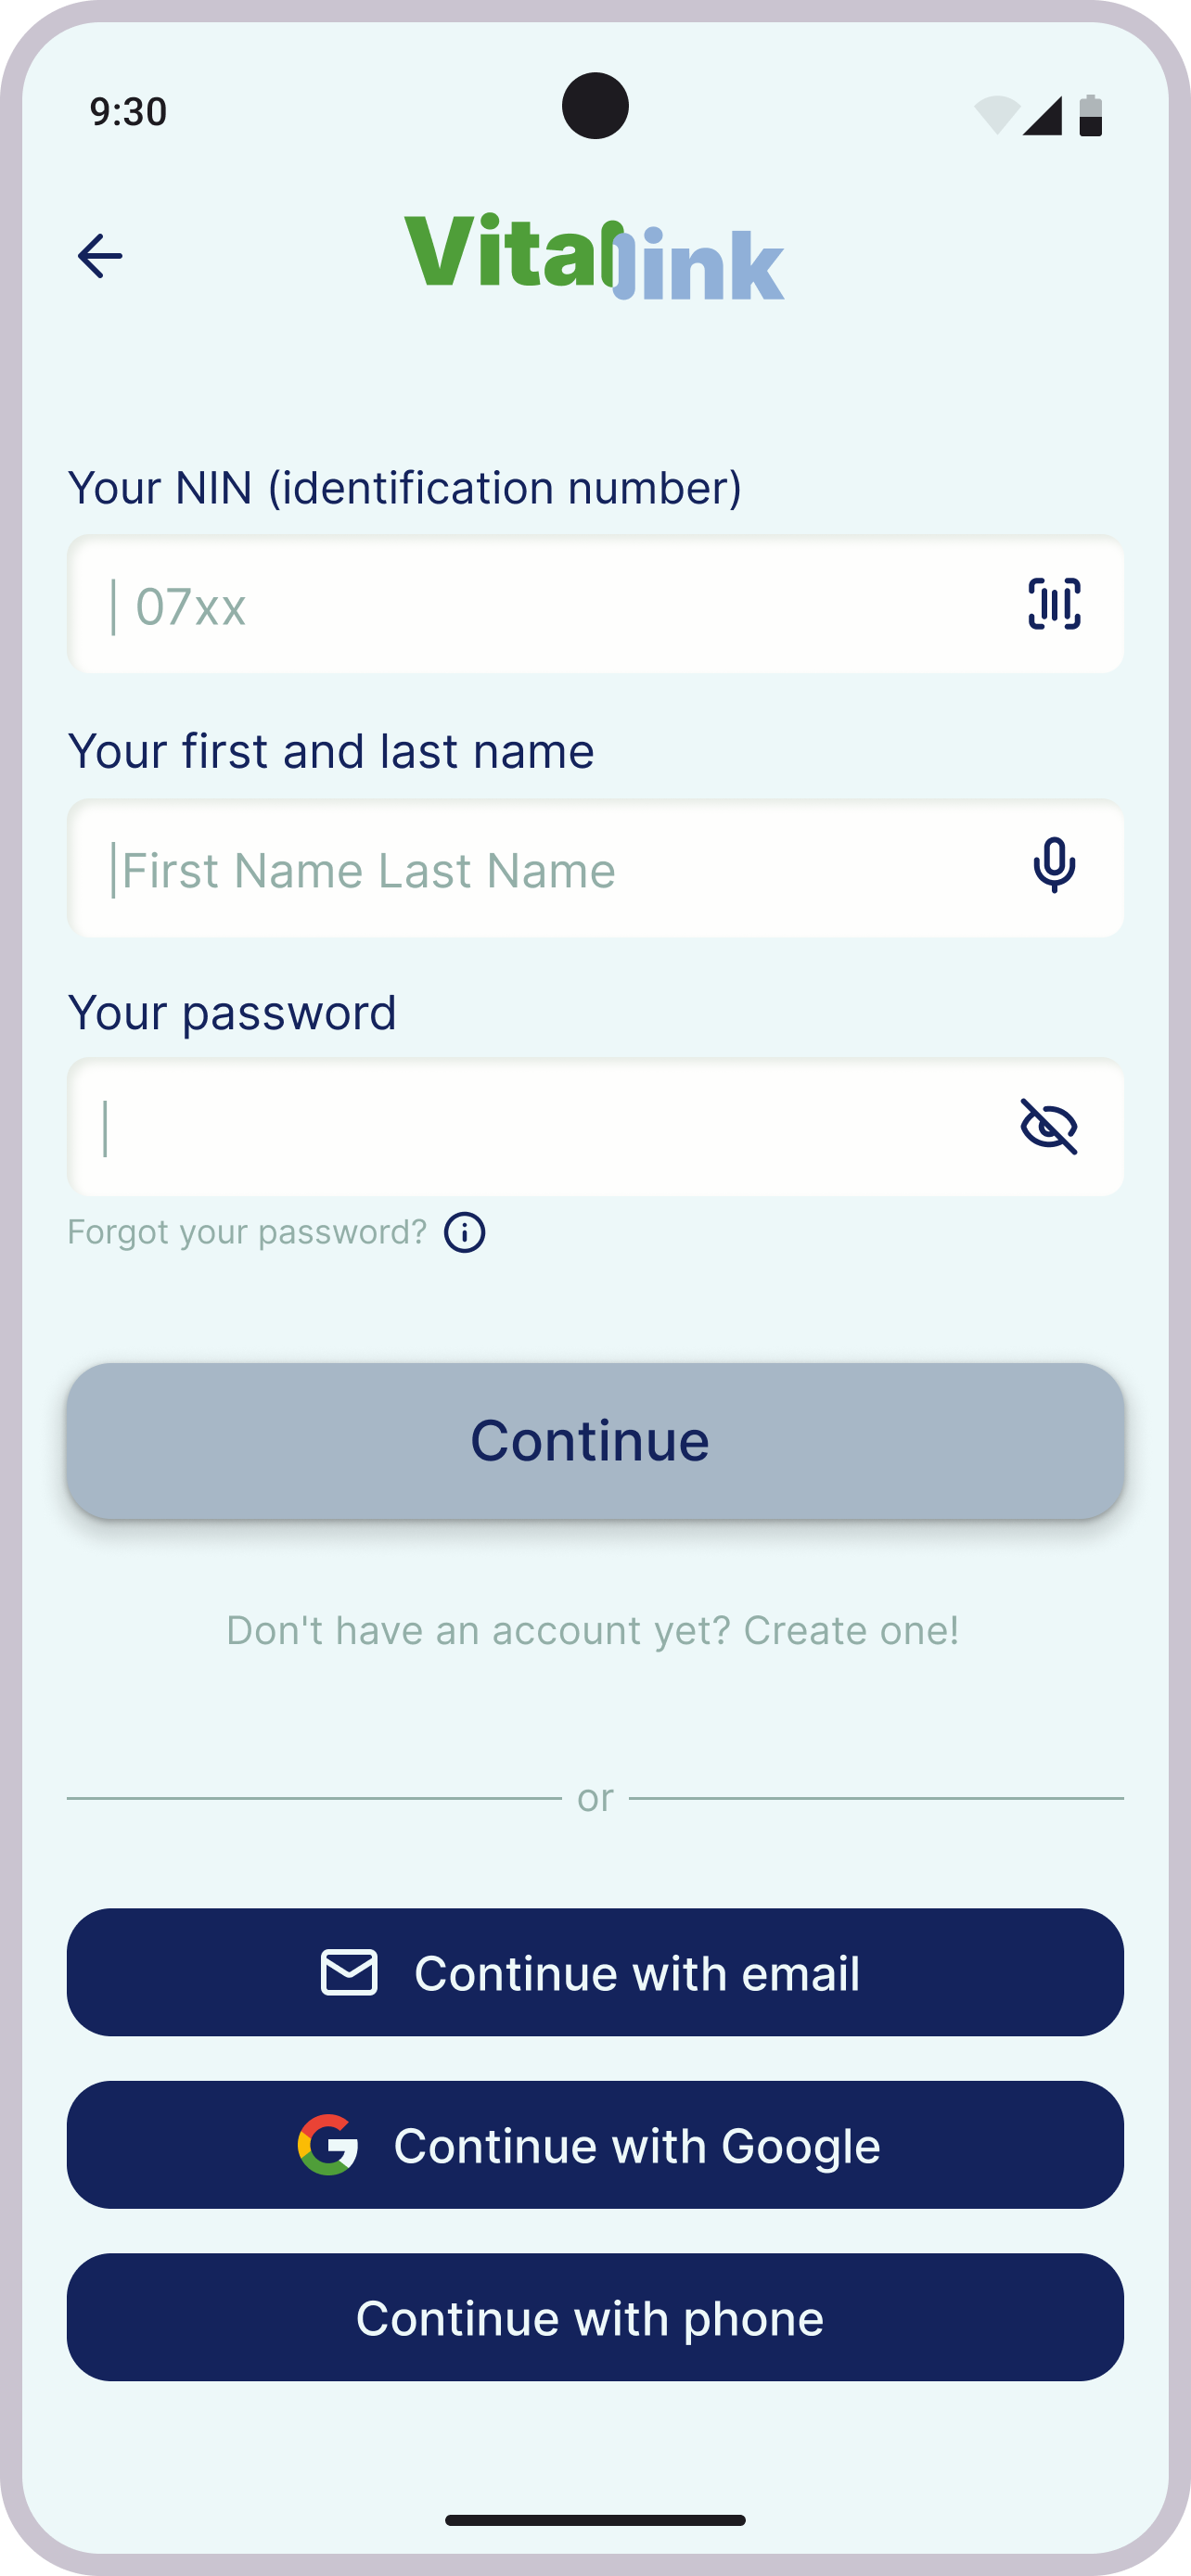 9:30
Vitallink
Your NIN (identification number)
07xx
Your first and last name
First Name Last Name
Your password
Forgot your password?
Continue
Don't have an account yet? Create one!
or
Continue with email
Continue with Google
Continue with phone